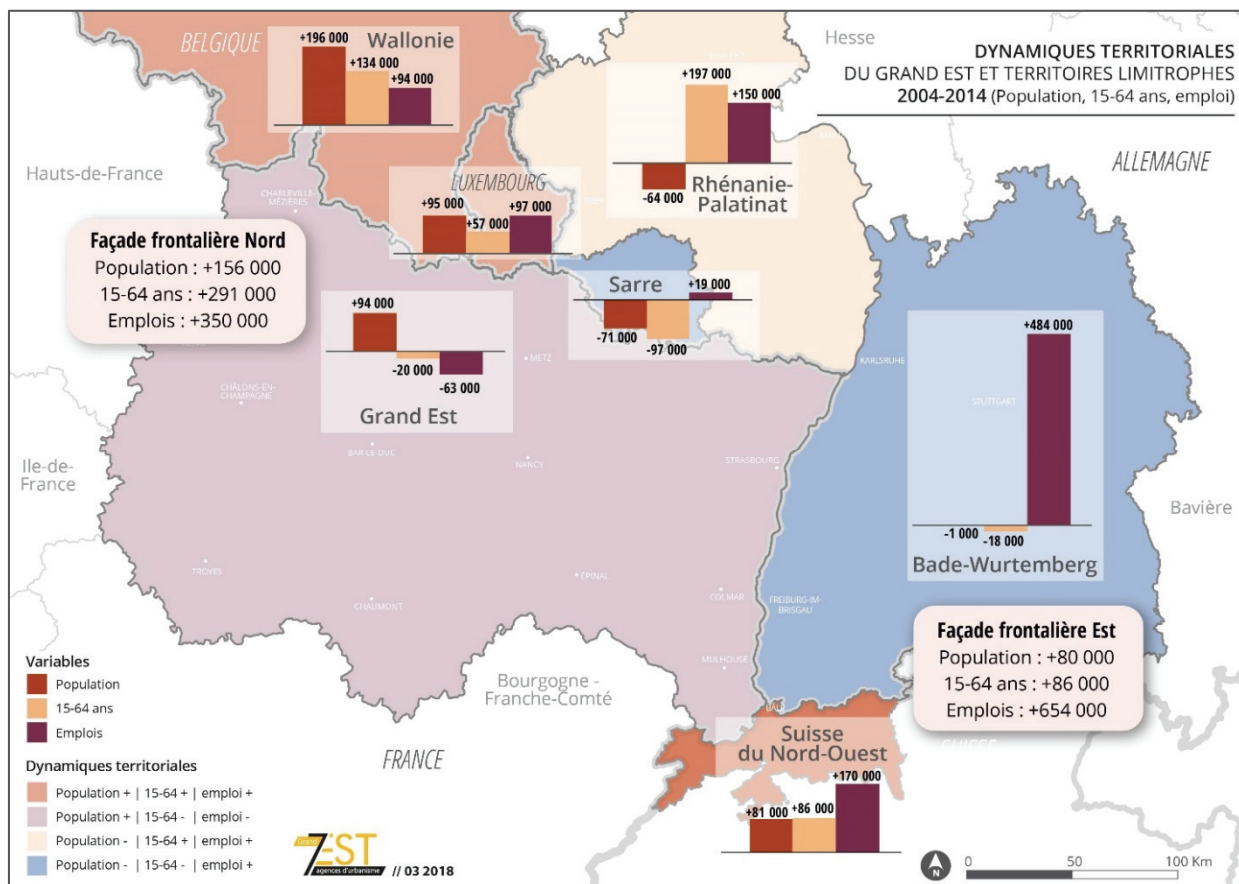 DYNAMIQUES TERRITORIALES
DU GRAND EST ET TERRITOIRES LIMITROPHES
2004-2014 (Population, 15-64 ans, emploi)
BELGIQUE
Wallonie
+196 000
+134 000
+94 000
Hesse
+197 000
+150 000
-64 000
Rhénanie-
Palatinat
ALLEMAGNE
Hauts-de-France
CHARLEVILLE-
MÉZIÈRES
LUXEMBOURG
+95 000
+57 000
+97 000
Façade frontalière Nord
Population : +156 000
15-64 ans : +291 000
Emplois : +350 000
Sarre
+19 000
-71 000
-97 000
+94 000
-20 000
-63 000
Grand Est
METZ
CHÂLONS-EN-
CHAMPAGNE
BAR-LE-DUC
NANCY
STRASBOURG
KARLSRUHE
STUTTGART
+484 000
-1 000
-18 000
Bade-Wurtemberg
Ile-de-
France
Bavière
TROYES
CHAUMONT
ÉPINAL
COLMAR
FREIBURG-IM-
BRISGAU
MULHOUSE
Façade frontalière Est
Population : +80 000
15-64 ans : +86 000
Emplois : +654 000
Bourgogne -
Franche-Comté
FRANCE
SUISSE
Suisse
du Nord-Ouest
+81 000
+86 000
+170 000
Variables
Population
15-64 ans
Emplois
Dynamiques territoriales
Population + | 15-64 + | emploi +
Population + | 15-64 - | emploi -
Population - | 15-64 + | emploi +
Population - | 15-64 - | emploi +
Grand
7EST
agences d'urbanisme
// 03 2018
N
0 50 100 Km